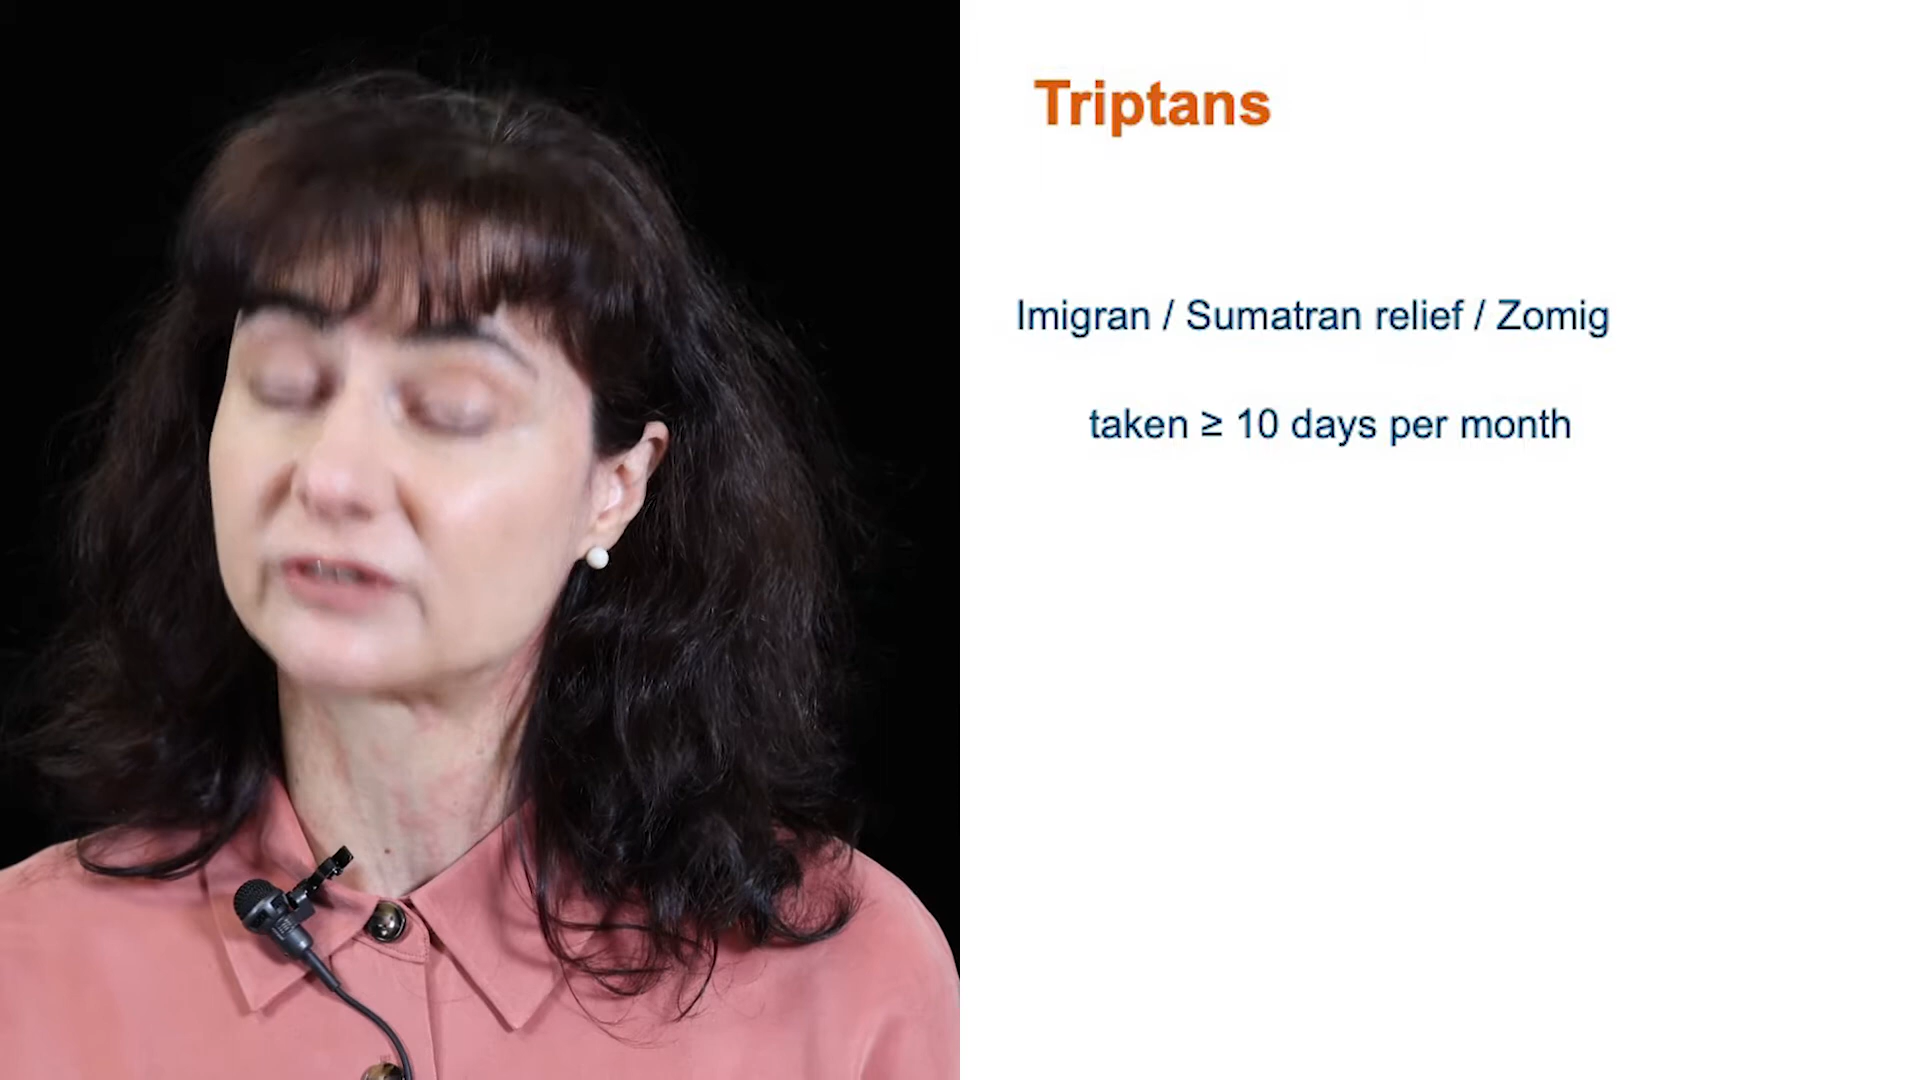 Triptans
Imigran / Sumatran relief / Zomig
taken ≥ 10 days per month